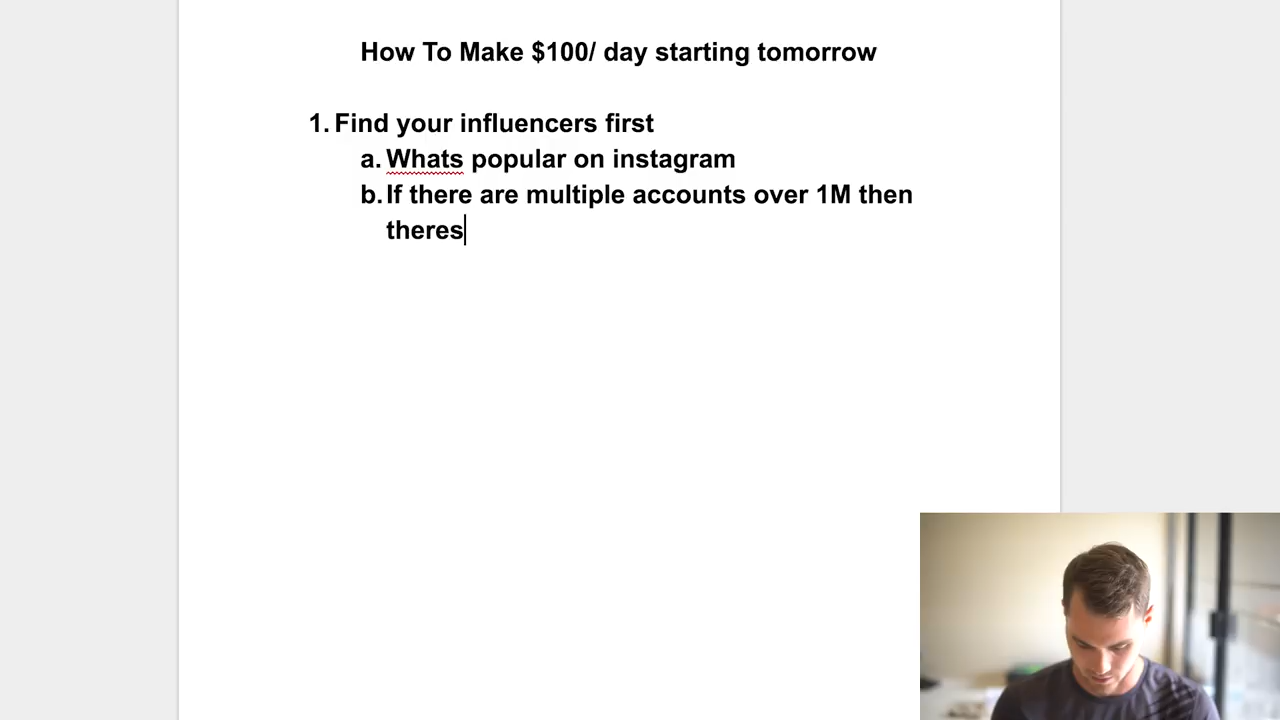 How To Make $100/ day starting tomorrow
1. Find your influencers first
a. Whats popular on instagram
b. If there are multiple accounts over 1M then
theres